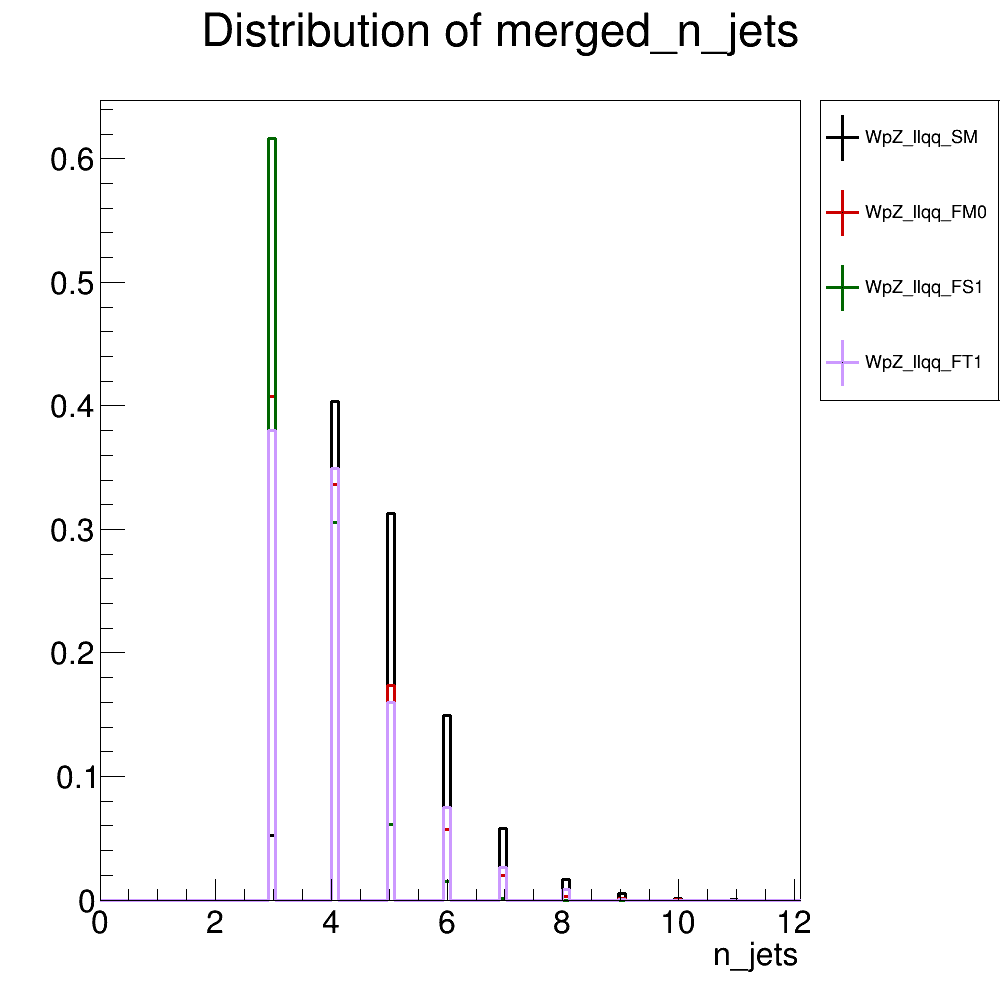 Distribution of merged_n_jets
WpZ_llqq_SM
WpZ_llqq_FM0
WpZ_llqq_FS1
WpZ_llqq_FT1
0.6
0.5
0.4
0.3
0.2
0.1
0
0 2 4 6 8 10 12
n_jets